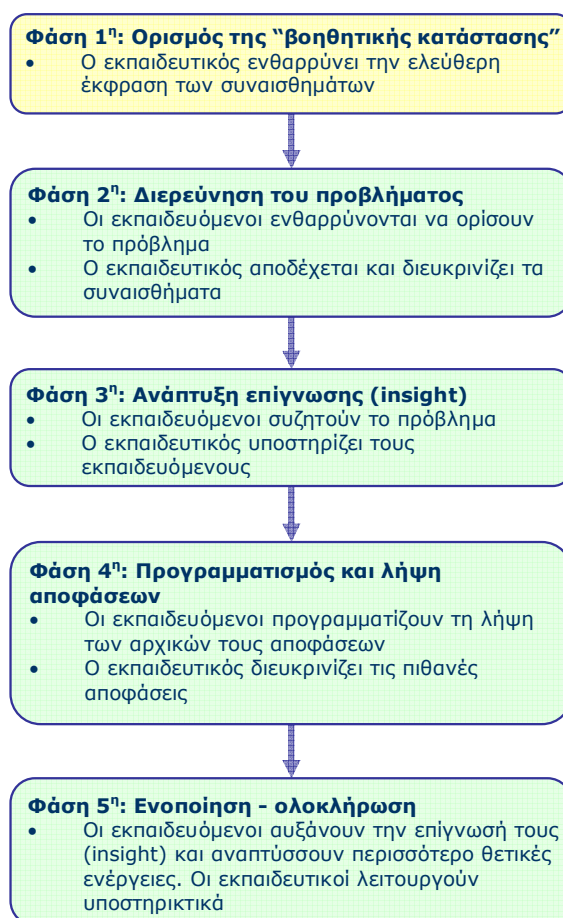 Φάση 1η: Ορισμός της “βοηθητικής κατάστασης”
• Ο εκπαιδευτικός ενθαρρύνει την ελεύθερη
έκφραση των συναισθημάτων
Φάση 2η: Διερεύνηση του προβλήματος
• Οι εκπαιδευόμενοι ενθαρρύνονται να ορίσουν
το πρόβλημα
• Ο εκπαιδευτικός αποδέχεται και διευκρινίζει τα
συναισθήματα
Φάση 3η: Ανάπτυξη επίγνωσης (insight)
• Οι εκπαιδευόμενοι συζητούν το πρόβλημα
• Ο εκπαιδευτικός υποστηρίζει τους
εκπαιδευόμενους
Φάση 4η: Προγραμματισμός και λήψη
αποφάσεων
• Οι εκπαιδευόμενοι προγραμματίζουν τη λήψη
των αρχικών τους αποφάσεων
• Ο εκπαιδευτικός διευκρινίζει τις πιθανές
αποφάσεις
Φάση 5η: Ενοποίηση - ολοκλήρωση
• Οι εκπαιδευόμενοι αυξάνουν την επίγνωσή τους
(insight) και αναπτύσσουν περισσότερο θετικές
ενέργειες. Οι εκπαιδευτικοί λειτουργούν
υποστηρικτικά